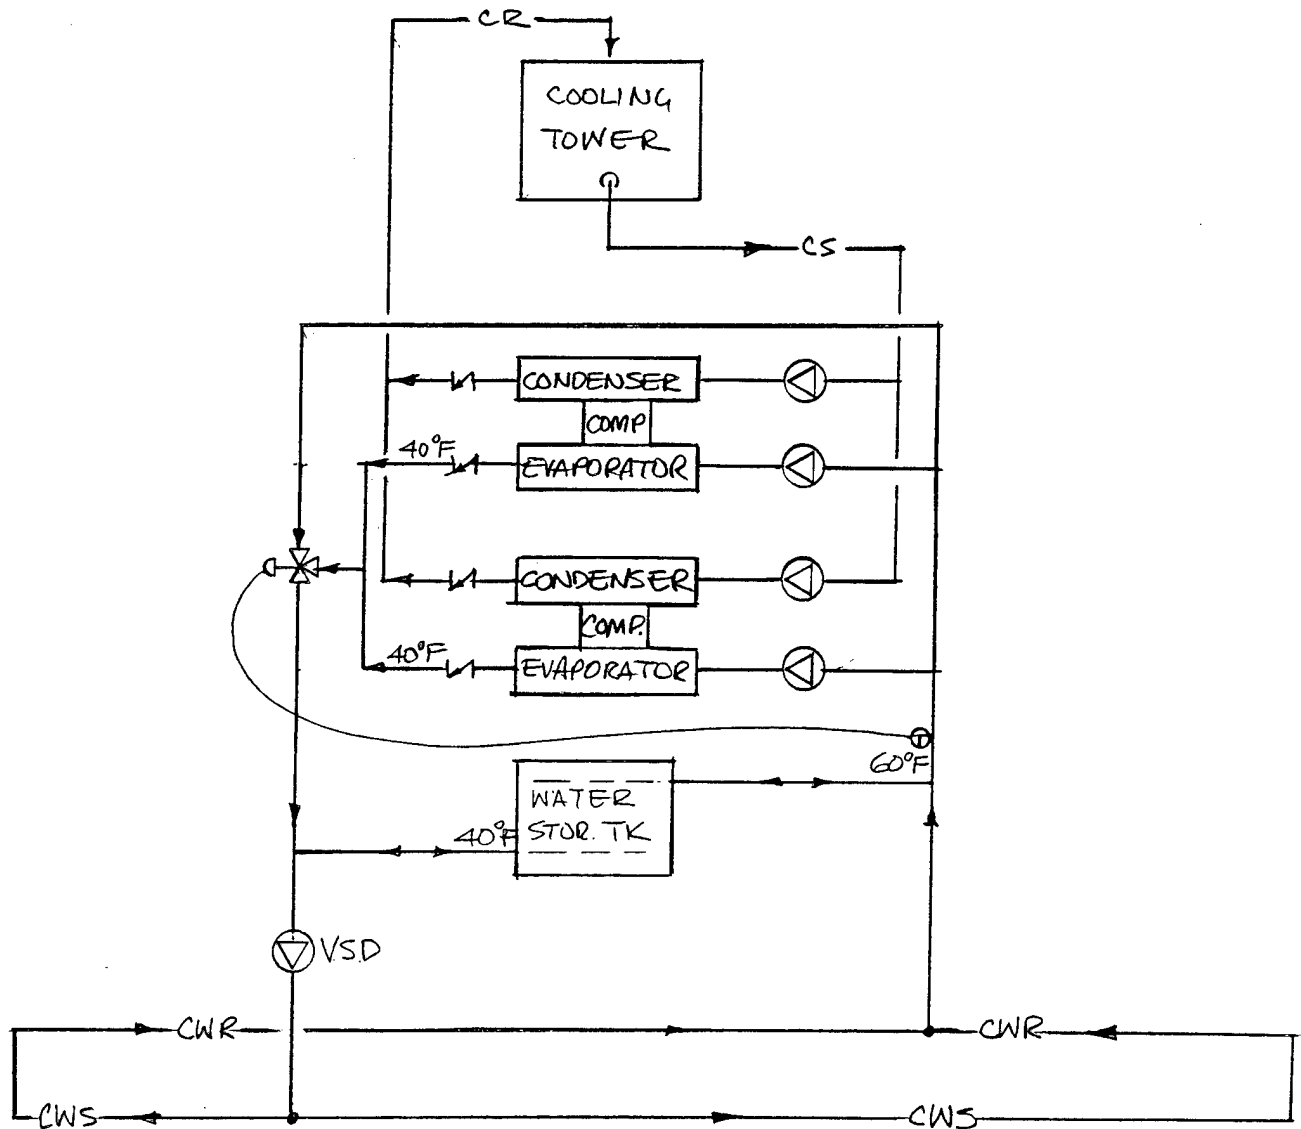 CR
COOLING
TOWER
CS
CONDENSER
COMP
40°F
EVAPORATOR
CONDENSER
COMP.
40°F
EVAPORATOR
T
60°F
WATER
STOR. TK
40°F
V.S.D
CWR
CWR
CWS
CWS